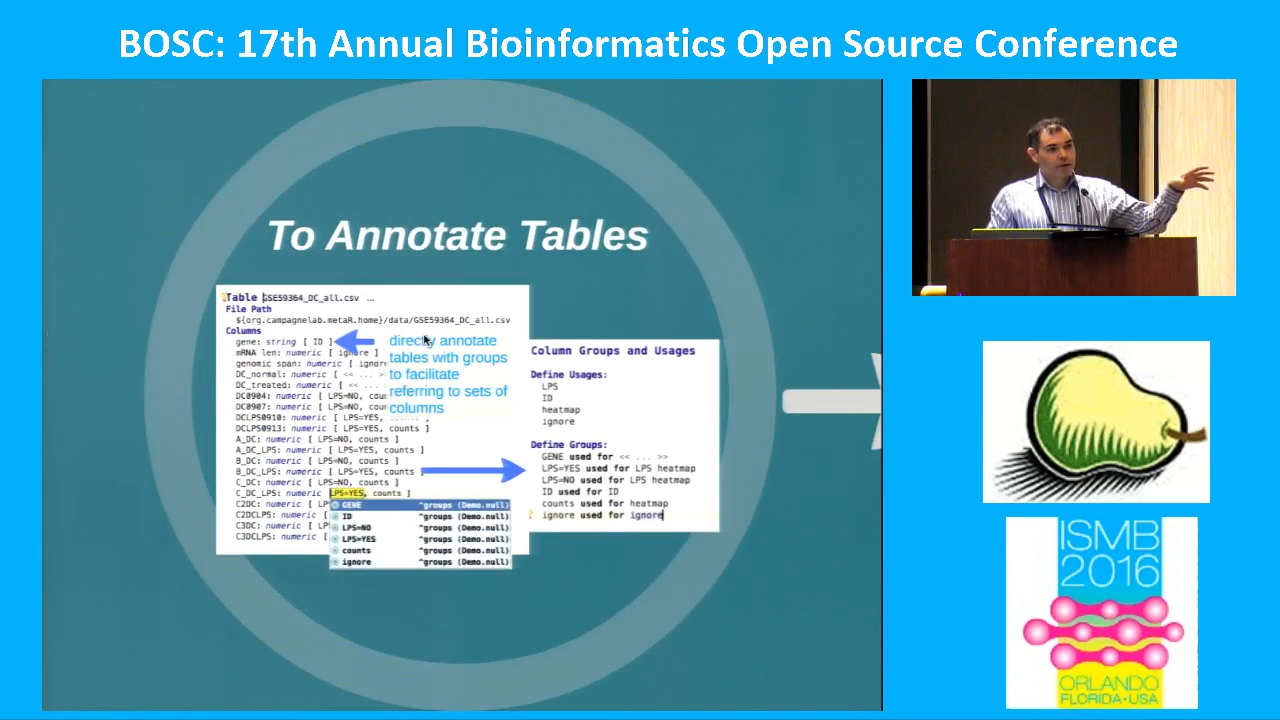 BOSC: 17th Annual Bioinformatics Open Source Conference
To Annotate Tables
Table GSE59364_DC_all.csv ...
File Path
${org.campagnelab.metaR.home}/data/GSE59364_DC_all.csv
Columns
gene: string [ ID ]
mRNA len: numeric [ ignore ]
genomic span: numeric [ ignore
DC_normal: numeric [ << ... >
DC_treated: numeric [ << ...
DC0904: numeric [ LPS=NO, cou
DC0907: numeric [ LPS=NO, cou
DCLPS0910: numeric [ LPS=YES,
DCLPS0913: numeric [ LPS=YES, counts ]
A_DC: numeric [ LPS=NO, counts ]
A_DC_LPS: numeric [ LPS=YES, counts ]
B_DC: numeric [ LPS=NO, counts ]
B_DC_LPS: numeric [ LPS=YES, counts ]
C_DC: numeric [ LPS=NO, counts ]
C_DC_LPS: numeric [ LPS=YES, counts ]
C2DC: numeric [ LP
C2DCLPS: numeric [
C3DC: numeric [ LP
C3DCLPS: numeric [
GENE ^groups (Demo.null)
ID ^groups (Demo.null)
LPS=NO ^groups (Demo.null)
LPS=YES ^groups (Demo.null)
counts ^groups (Demo.null)
ignore ^groups (Demo.null)
directly annotate
tables with groups
to facilitate
referring to sets of
columns
Column Groups and Usages
Define Usages:
LPS
ID
heatmap
ignore
Define Groups:
GENE used for << ... >>
LPS=YES used for LPS heatmap
LPS=NO used for LPS heatmap
ID used for ID
counts used for heatmap
ignore used for ignore
ISMB
2016
ORLANDO
FLORIDA•USA